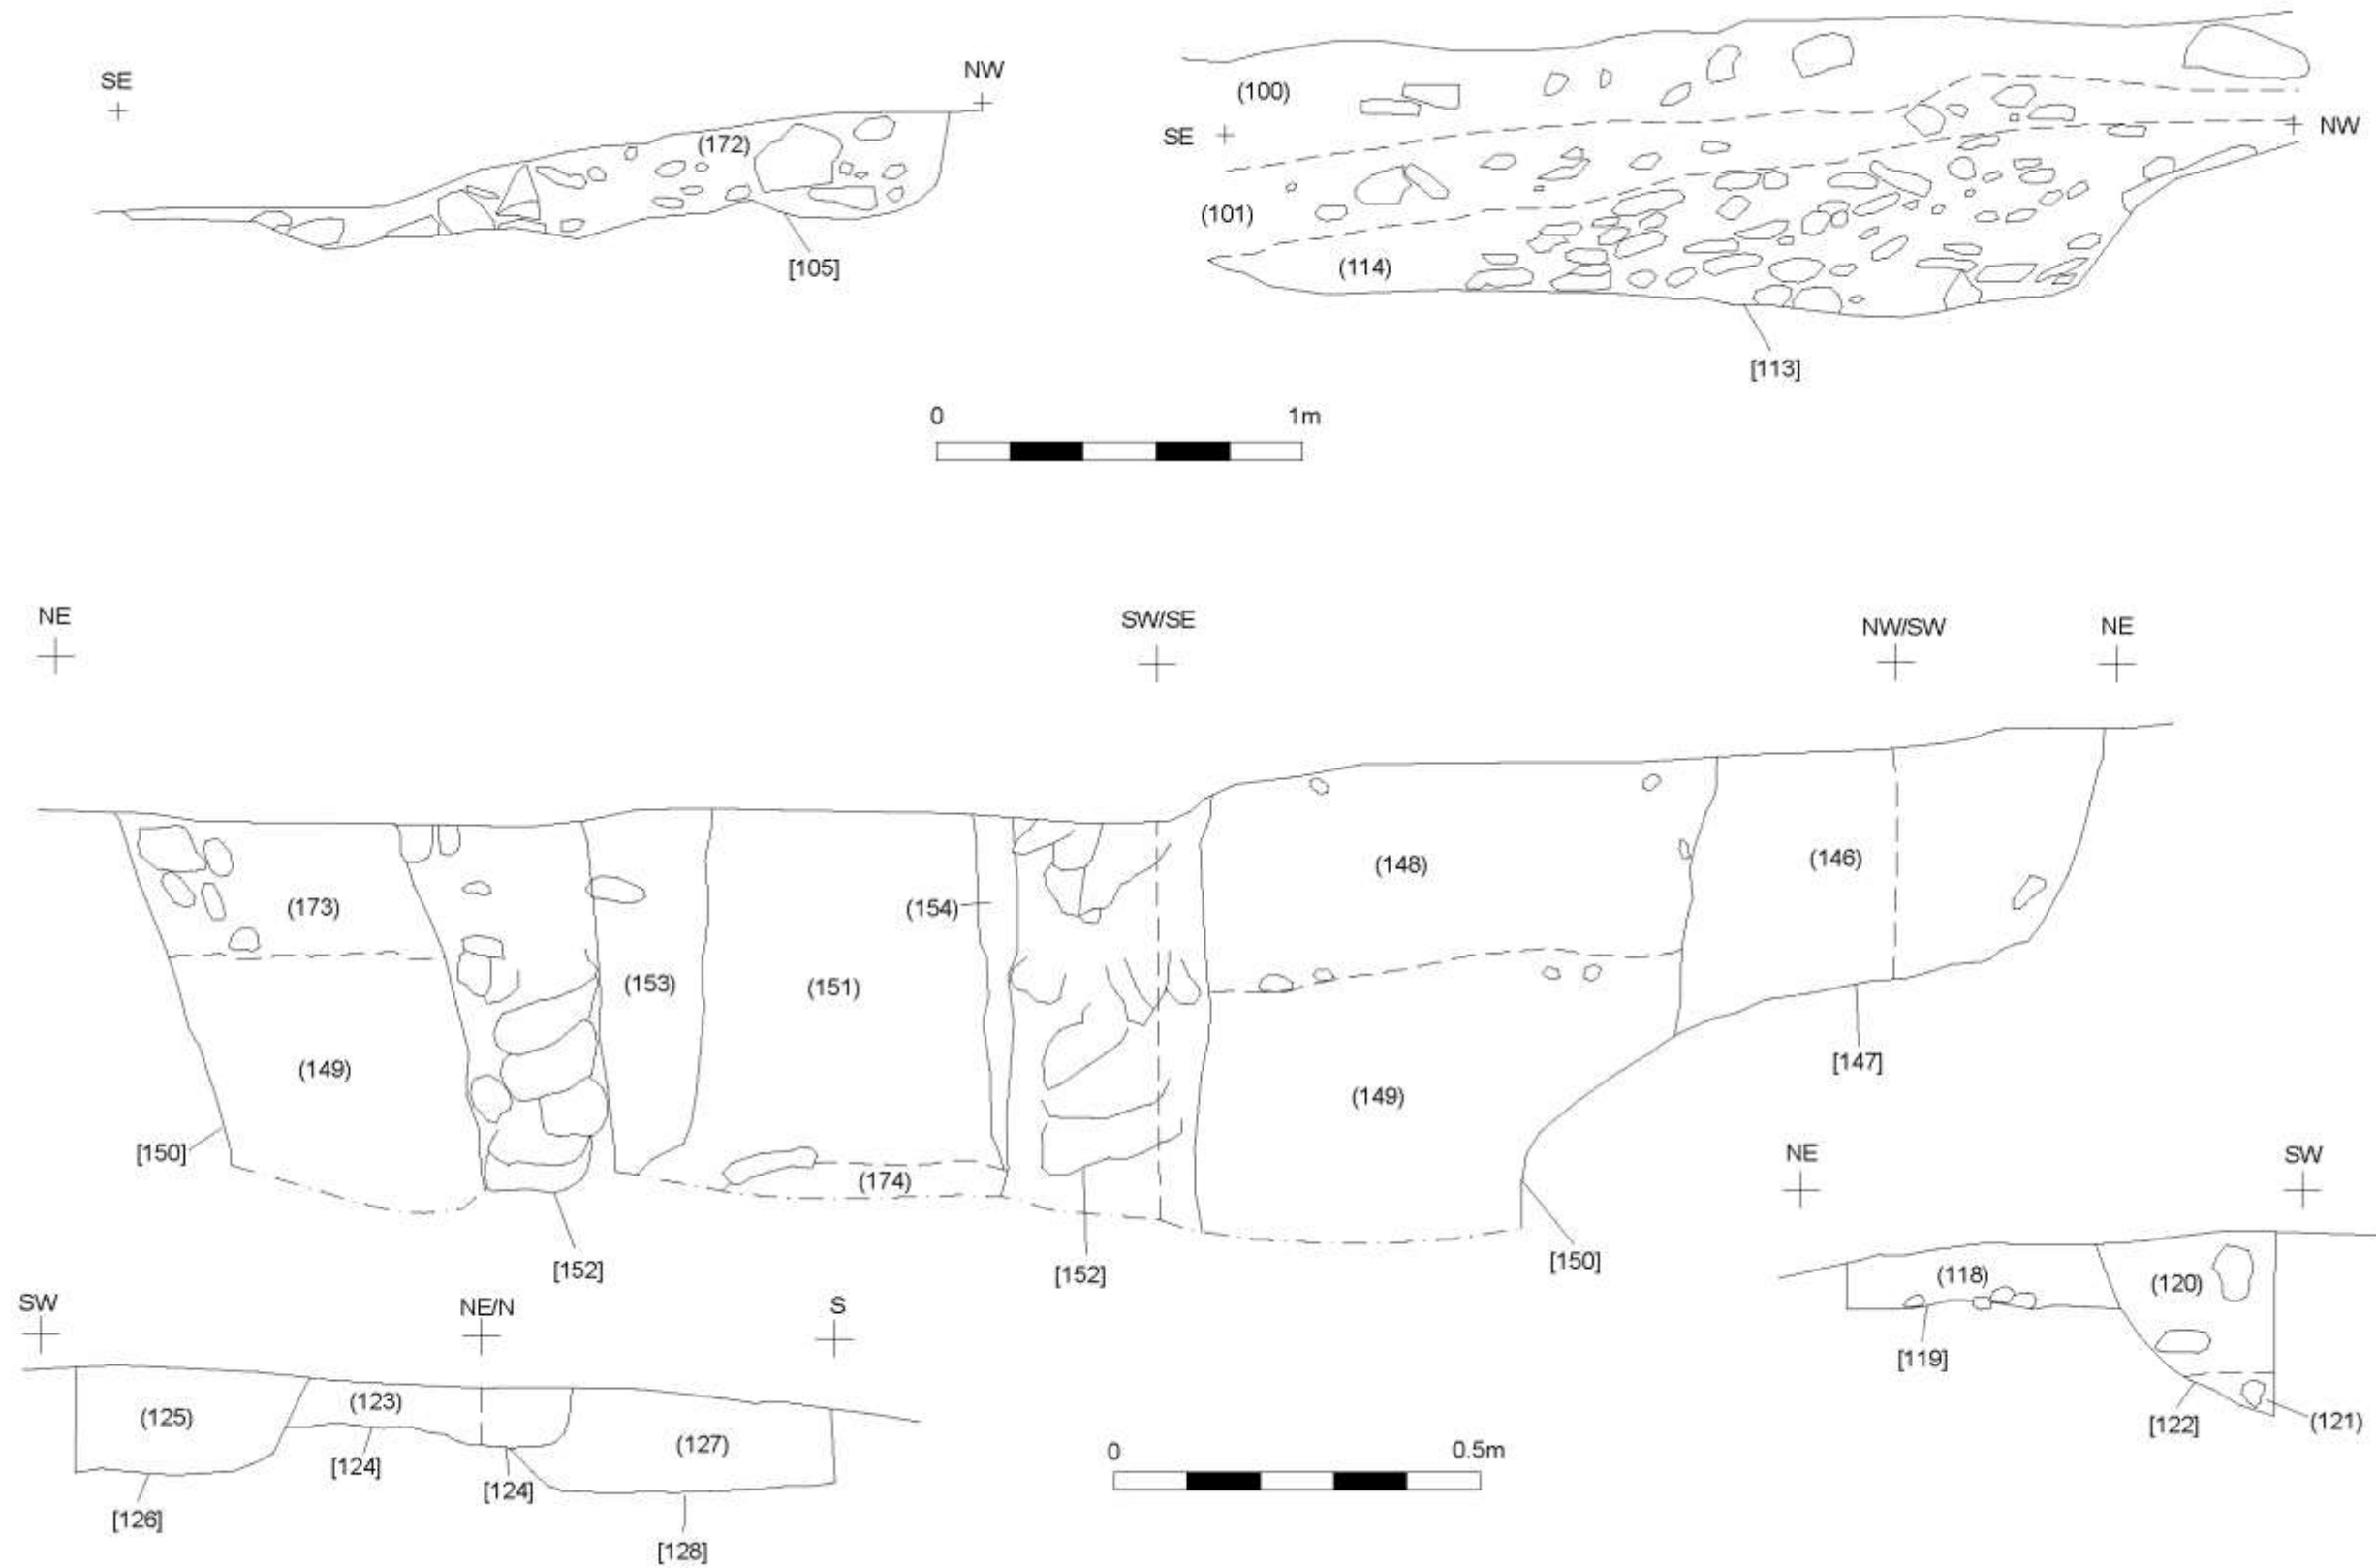 SE
NW
(172)
[105]
(100)
SE
NW
(101)
(114)
[113]
0 1m
NE
SW/SE
NW/SW
NE
(173)
(149)
[150]
[152]
(153)
(151)
(154)
(174)
[152]
(148)
(149)
[150]
(146)
[147]
NE
SW
(118)
[119]
(120)
[122]
(121)
SW
NE/N
S
(125)
[126]
(123)
[124]
[124]
(127)
[128]
0 0.5m